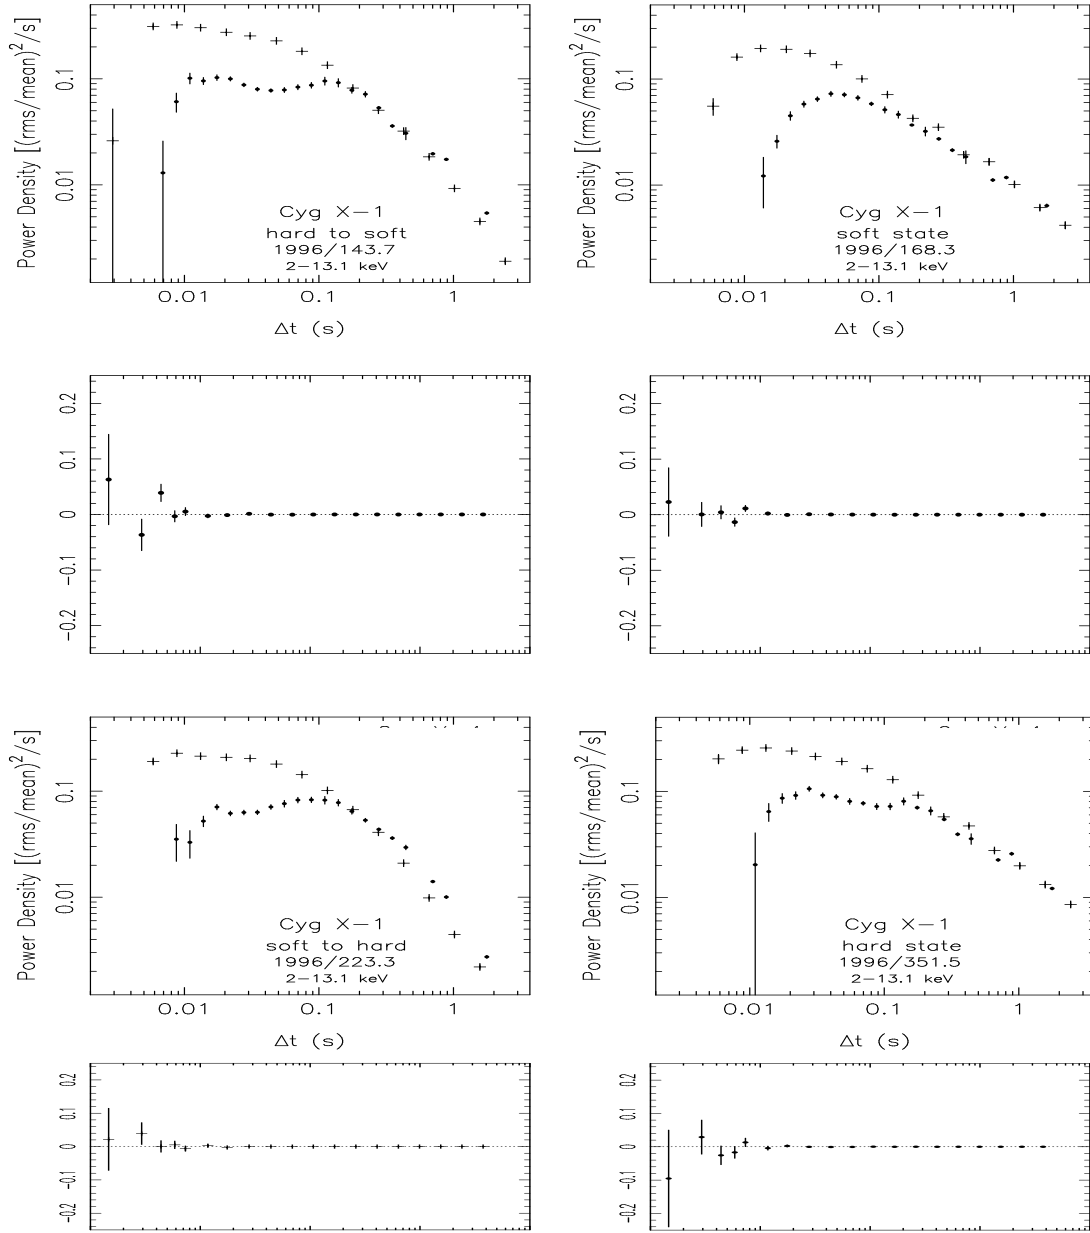 Power Density [(rms/mean)²/s]
0.1
0.01
Cyg X−1
hard to soft
1996/143.7
2−13.1 keV
0.01
0.1
1
Δt (s)
Power Density [(rms/mean)²/s]
0.1
0.01
Cyg X−1
soft state
1996/168.3
2−13.1 keV
0.01
0.1
1
Δt (s)
0.2
0.1
0
−0.1
−0.2
0.2
0.1
0
−0.1
−0.2
Power Density [(rms/mean)²/s]
0.1
0.01
Cyg X−1
soft to hard
1996/223.3
2−13.1 keV
0.01
0.1
1
Δt (s)
Power Density [(rms/mean)²/s]
0.1
0.01
Cyg X−1
hard state
1996/351.5
2−13.1 keV
0.01
0.1
1
Δt (s)
0.2
0.1
0
−0.1
−0.2
0.2
0.1
0
−0.1
−0.2